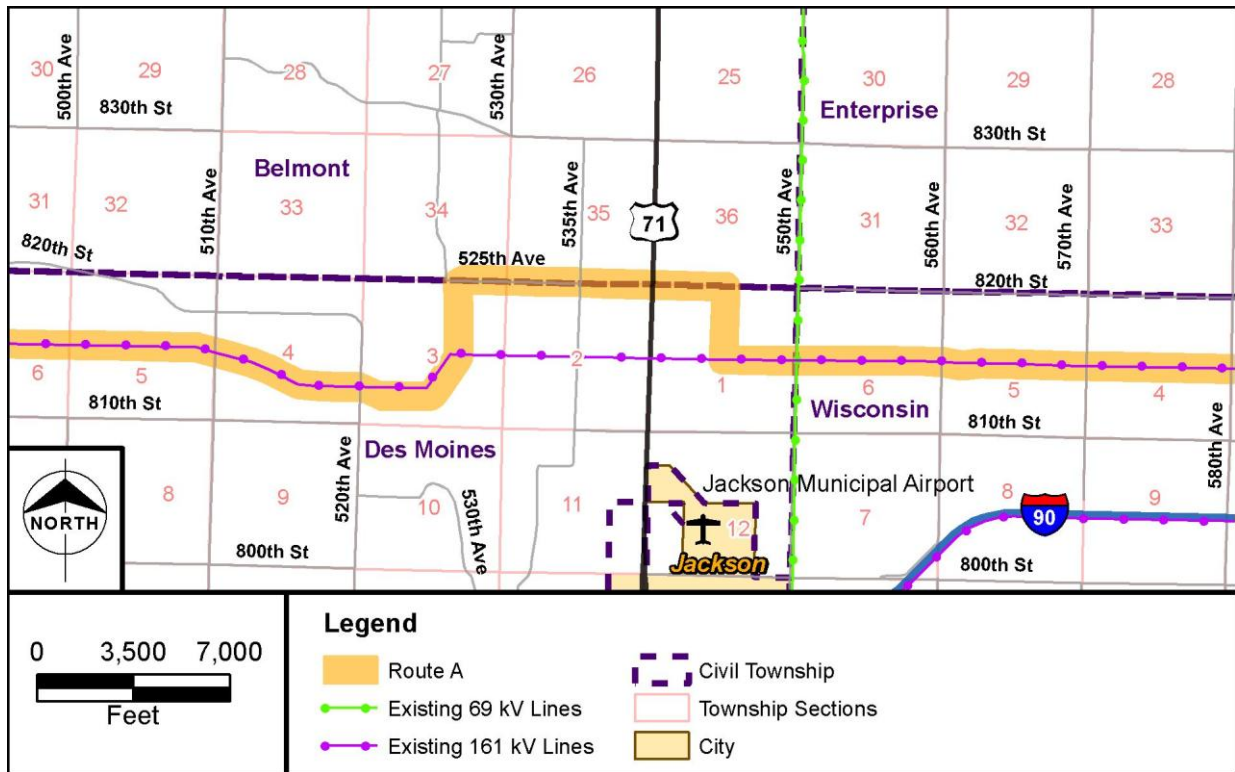 30
29
28
27
26
25
30
29
28
500th Ave
530th Ave
830th St
Enterprise
830th St
Belmont
510th Ave
535th Ave
550th Ave
560th Ave
570th Ave
31
32
33
34
35
71
36
31
32
33
820th St
525th Ave
820th St
6
5
4
3
2
1
6
5
4
810th St
Des Moines
Wisconsin
810th St
580th Ave
8
9
520th Ave
10
530th Ave
11
Jackson Municipal Airport
12
7
8
9
90
NORTH
800th St
Jackson
800th St
0 3,500 7,000
Feet
Legend
Route A
Existing 69 kV Lines
Existing 161 kV Lines
Civil Township
Township Sections
City